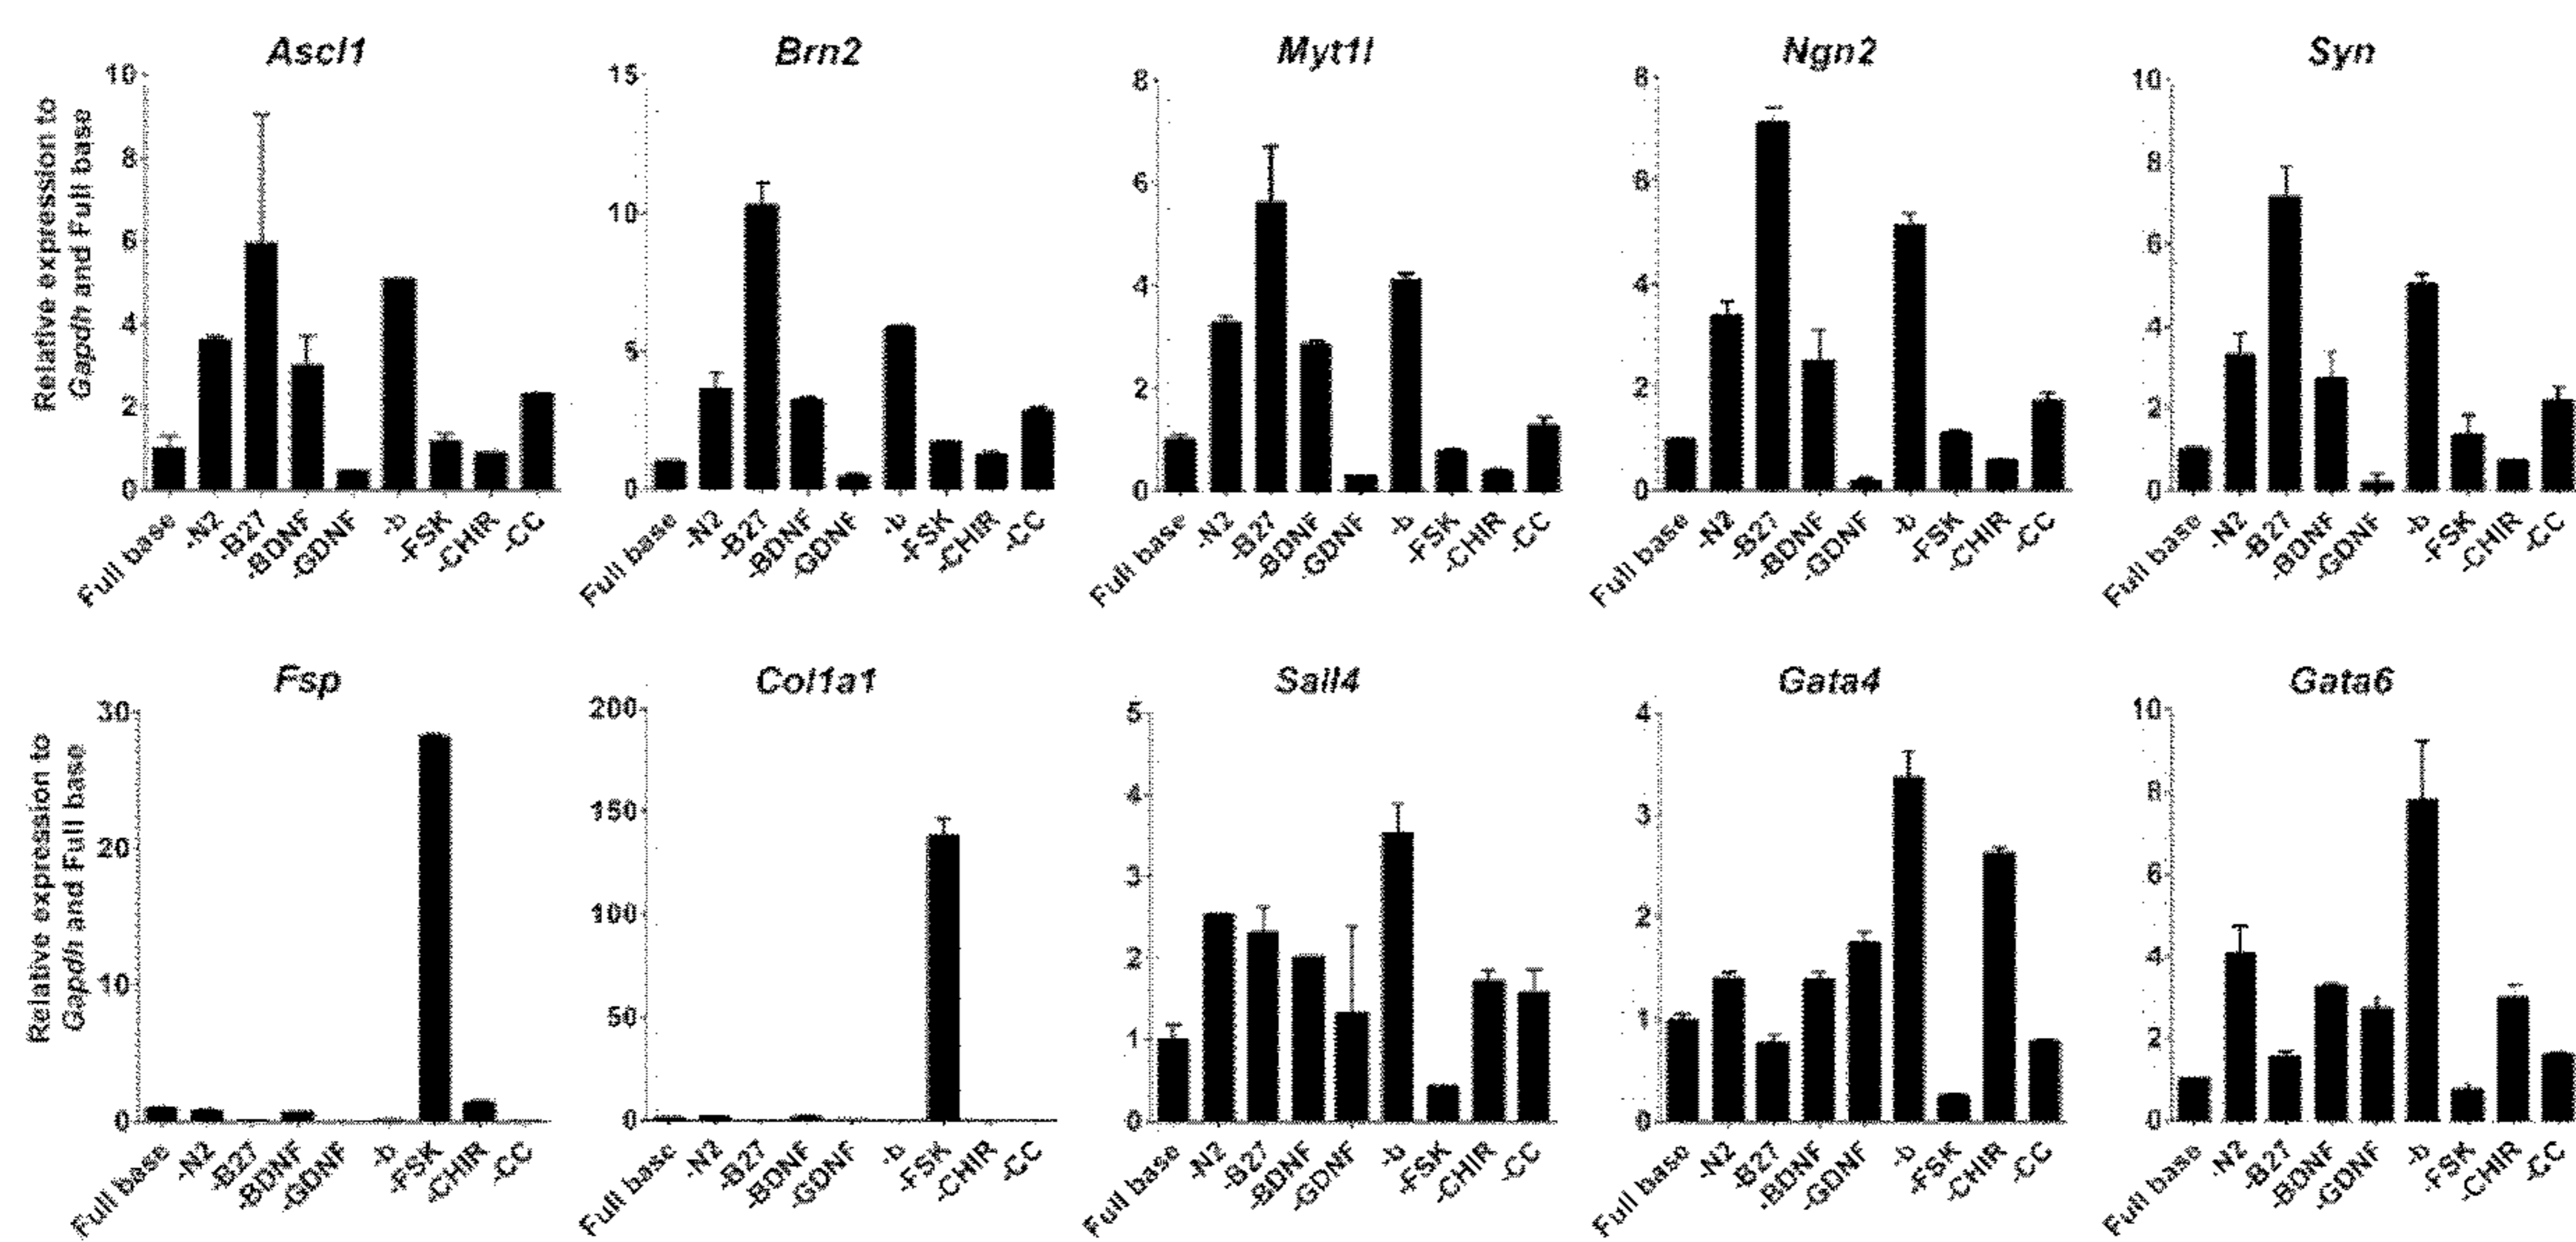 Ascl1
Brn2
Myt1l
Ngn2
Syn
Relative expression to
Gapdh and Full base
10
8
6
4
2
0
Full base
-N2
-B27
-BDNF
-GDNF
-b
-FSK
-CHIR
-CC
15
10
5
0
Full base
-N2
-B27
-BDNF
-GDNF
-b
-FSK
-CHIR
-CC
8
6
4
2
0
Full base
-N2
-B27
-BDNF
-GDNF
-b
-FSK
-CHIR
-CC
8
6
4
2
0
Full base
-N2
-B27
-BDNF
-GDNF
-b
-FSK
-CHIR
-CC
10
8
6
4
2
0
Full base
-N2
-B27
-BDNF
-GDNF
-b
-FSK
-CHIR
-CC
Fsp
Col1a1
Sall4
Gata4
Gata6
Relative expression to
Gapdh and Full base
30
20
10
0
Full base
-N2
-B27
-BDNF
-GDNF
-b
-FSK
-CHIR
-CC
200
150
100
50
0
Full base
-N2
-B27
-BDNF
-GDNF
-b
-FSK
-CHIR
-CC
5
4
3
2
1
0
Full base
-N2
-B27
-BDNF
-GDNF
-b
-FSK
-CHIR
-CC
4
3
2
1
0
Full base
-N2
-B27
-BDNF
-GDNF
-b
-FSK
-CHIR
-CC
10
8
6
4
2
0
Full base
-N2
-B27
-BDNF
-GDNF
-b
-FSK
-CHIR
-CC